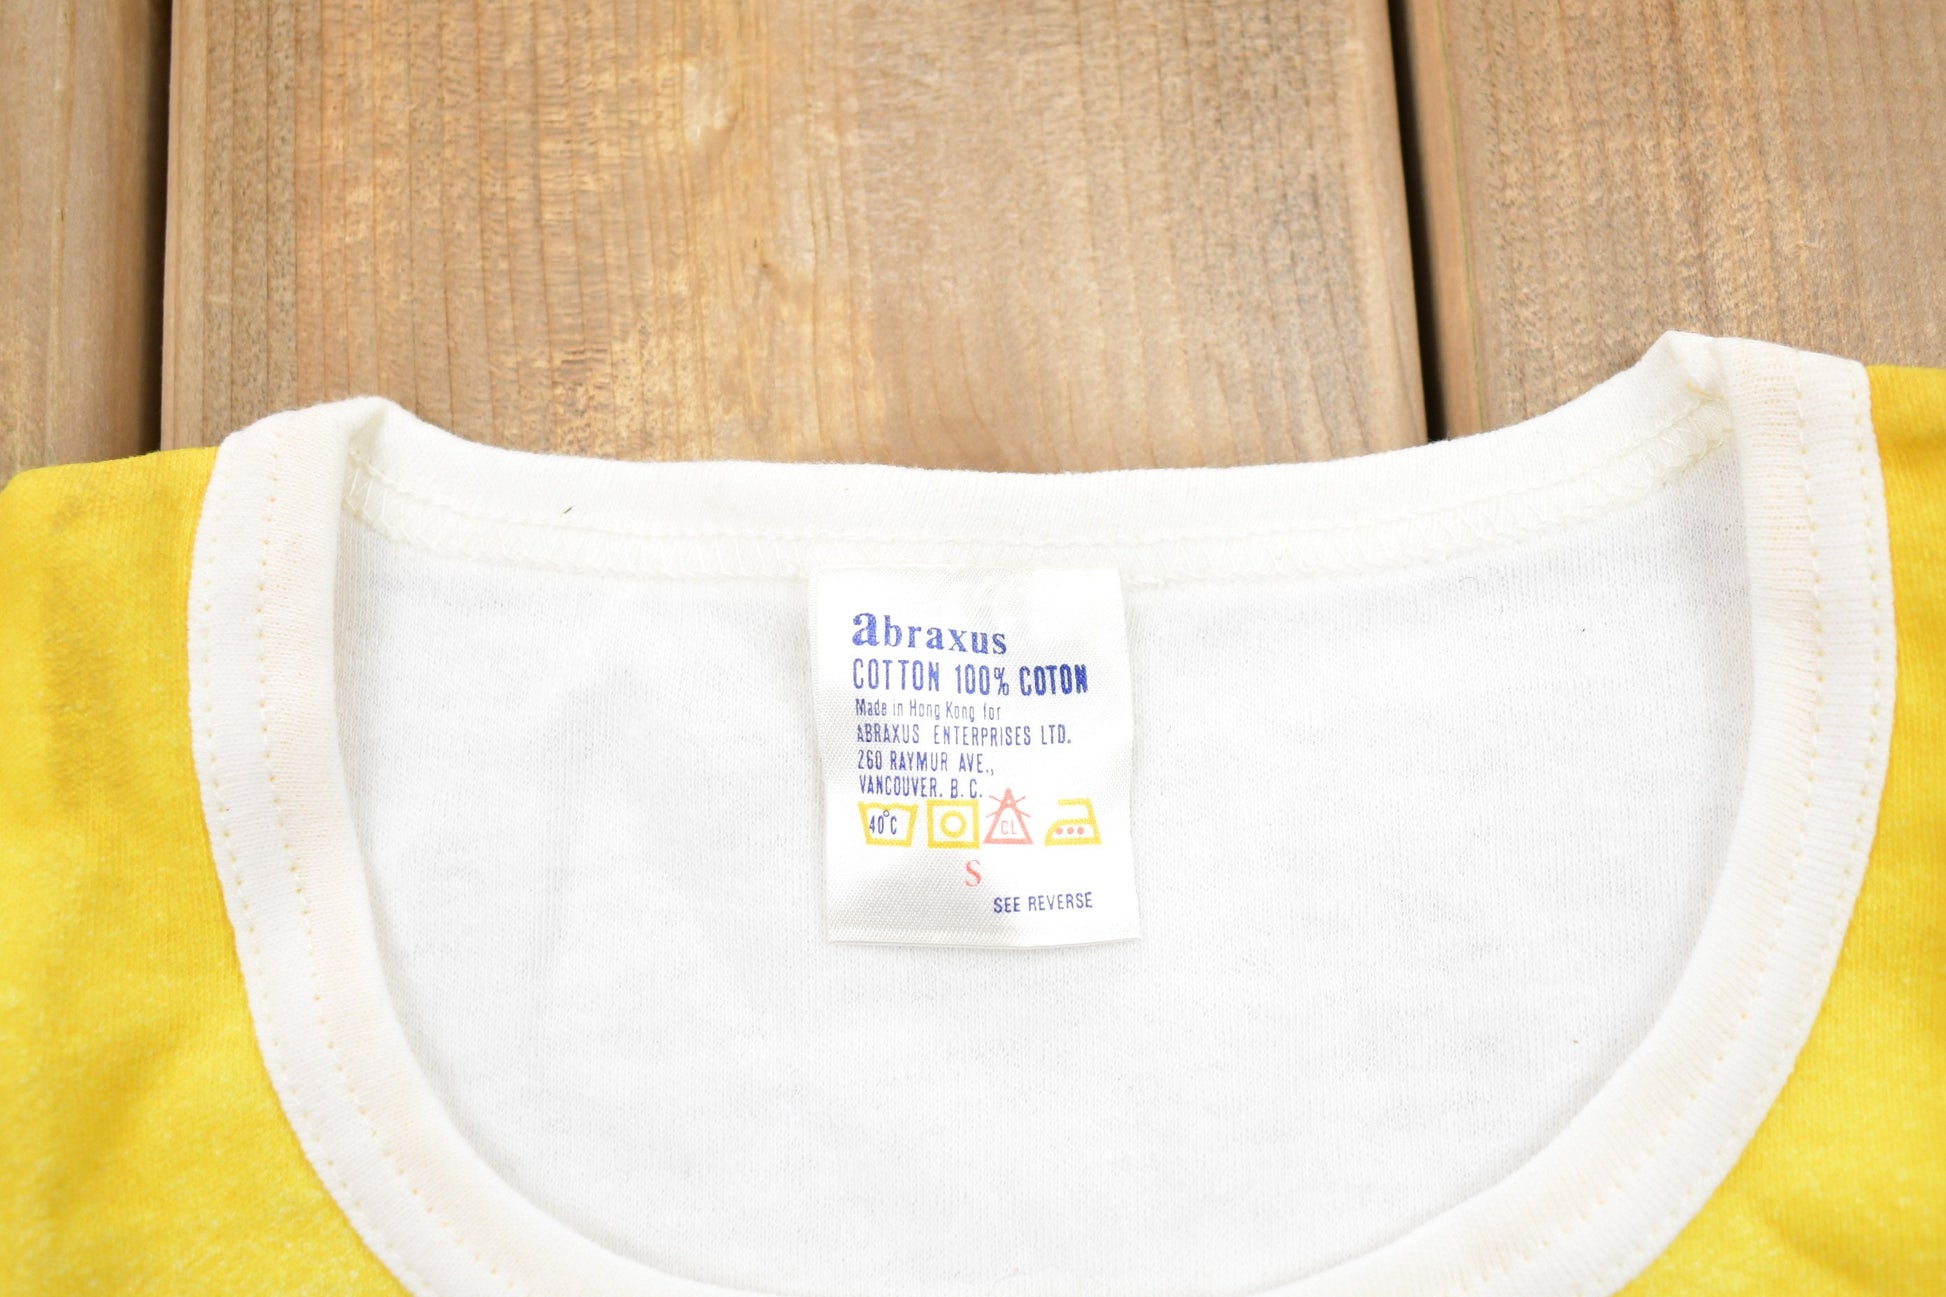 abraxus
COTTON 100% COTON
Made in Hong Kong for
ABRAXUS ENTERPRISES LTD.
260 RAYMUR AVE.,
VANCOUVER. B. C.
40°C CL
S
SEE REVERSE